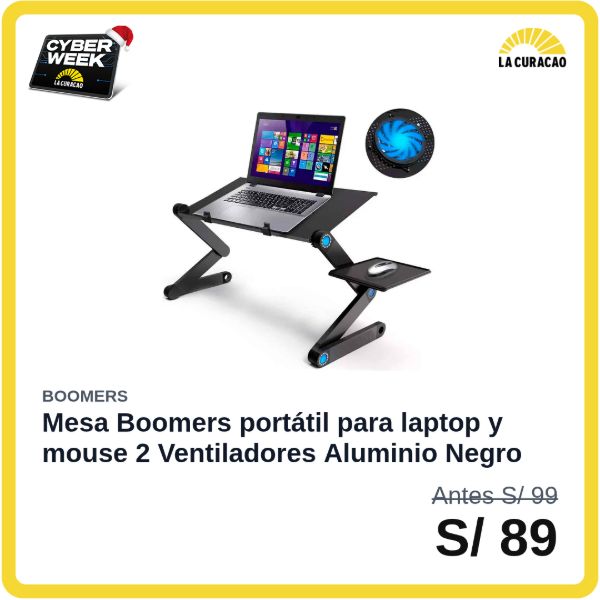 CYBER
WEEK
LA CURACAO
LA CURACAO
BOOMERS
Mesa Boomers portátil para laptop y
mouse 2 Ventiladores Aluminio Negro
Antes S/ 99
S/ 89